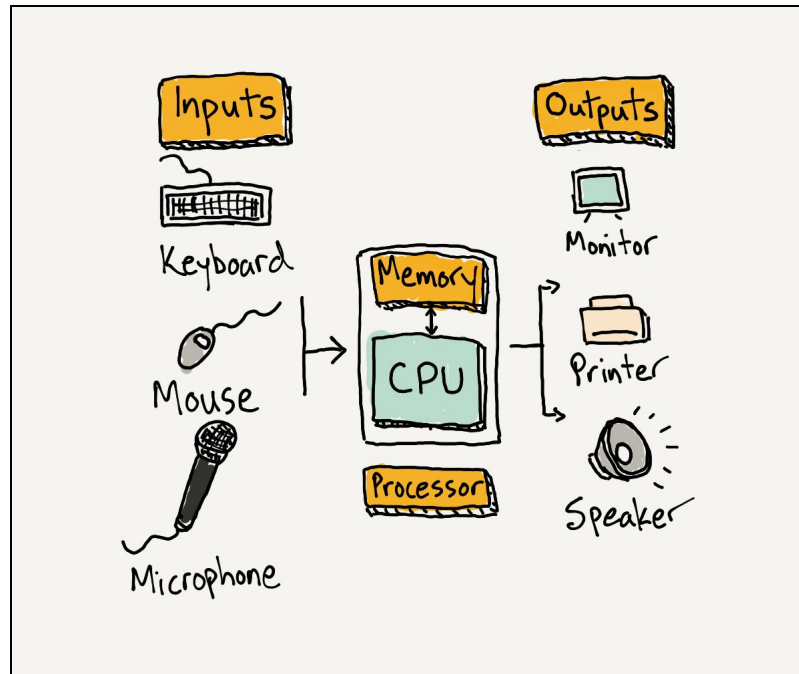 Inputs
Keyboard
Mouse
Microphone
Memory
CPU
Processor
Outputs
Monitor
Printer
Speaker